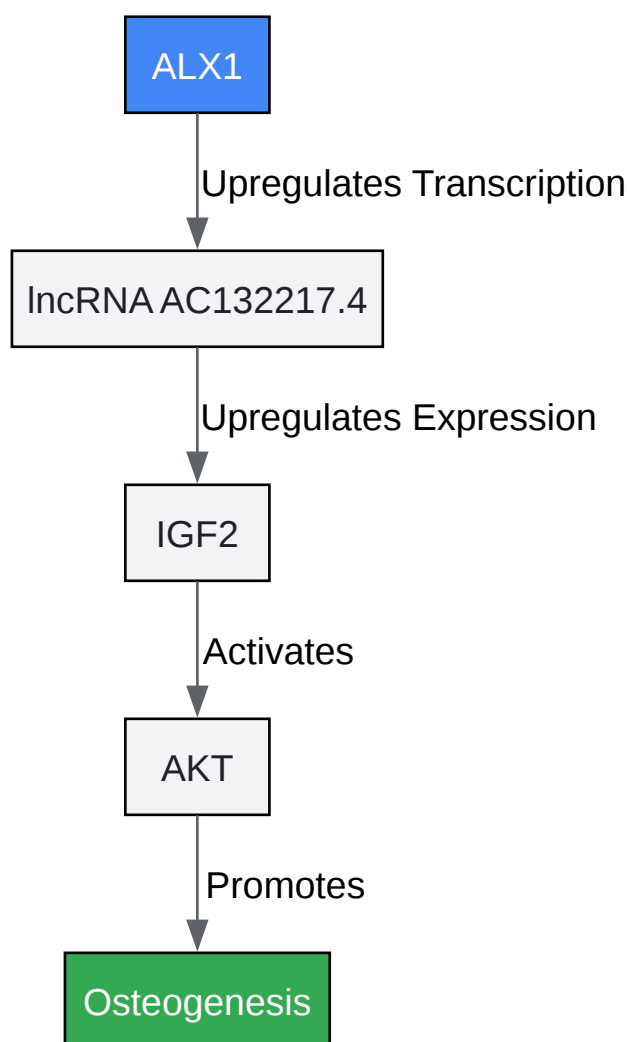 ALX1
Upregulates Transcription
lncRNA AC132217.4
Upregulates Expression
IGF2
Activates
AKT
Promotes
Osteogenesis